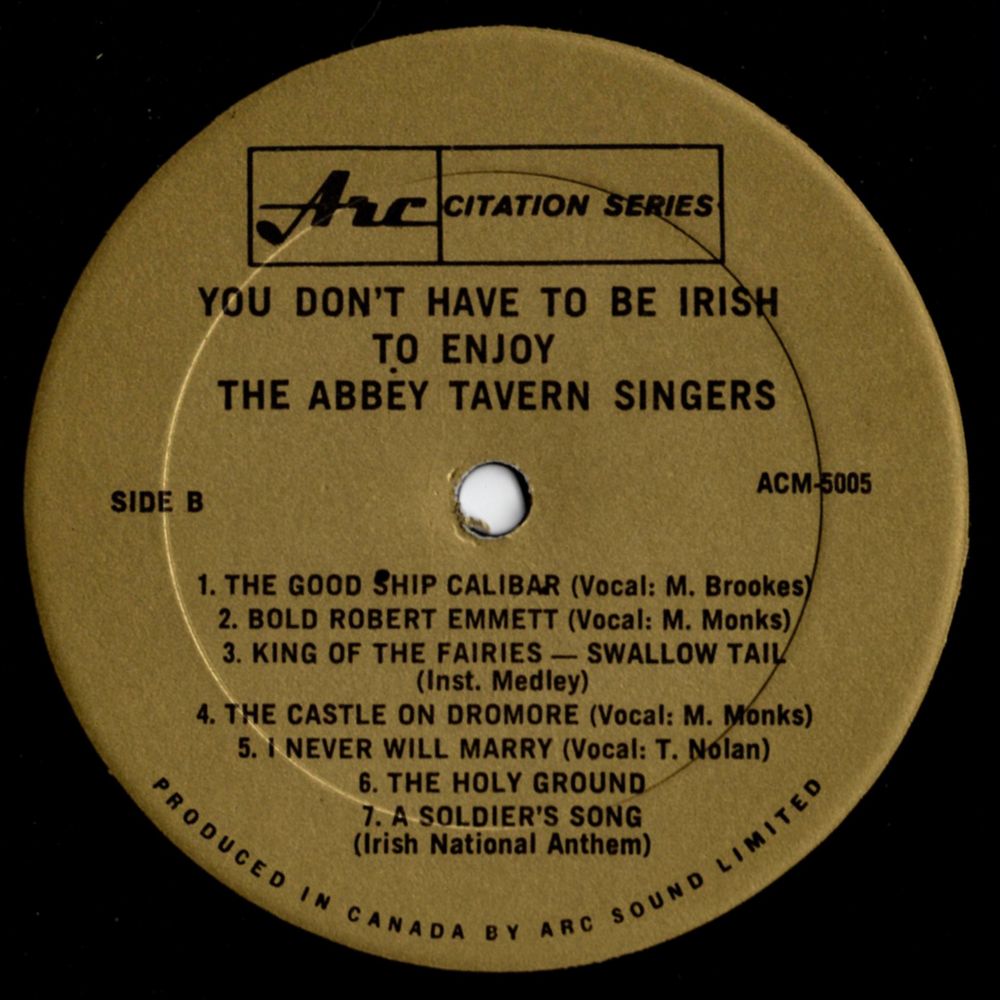 Arc CITATION SERIES
YOU DON'T HAVE TO BE IRISH
TO ENJOY
THE ABBEY TAVERN SINGERS
SIDE B
ACM-5005
1. THE GOOD SHIP CALIBAR (Vocal: M. Brookes)
2. BOLD ROBERT EMMETT (Vocal: M. Monks)
3. KING OF THE FAIRIES — SWALLOW TAIL
(Inst. Medley)
4. THE CASTLE ON DROMORE (Vocal: M. Monks)
5. I NEVER WILL MARRY (Vocal: T. Nolan)
6. THE HOLY GROUND
7. A SOLDIER'S SONG
(Irish National Anthem)
PRODUCED IN CANADA BY ARC SOUND LIMITED